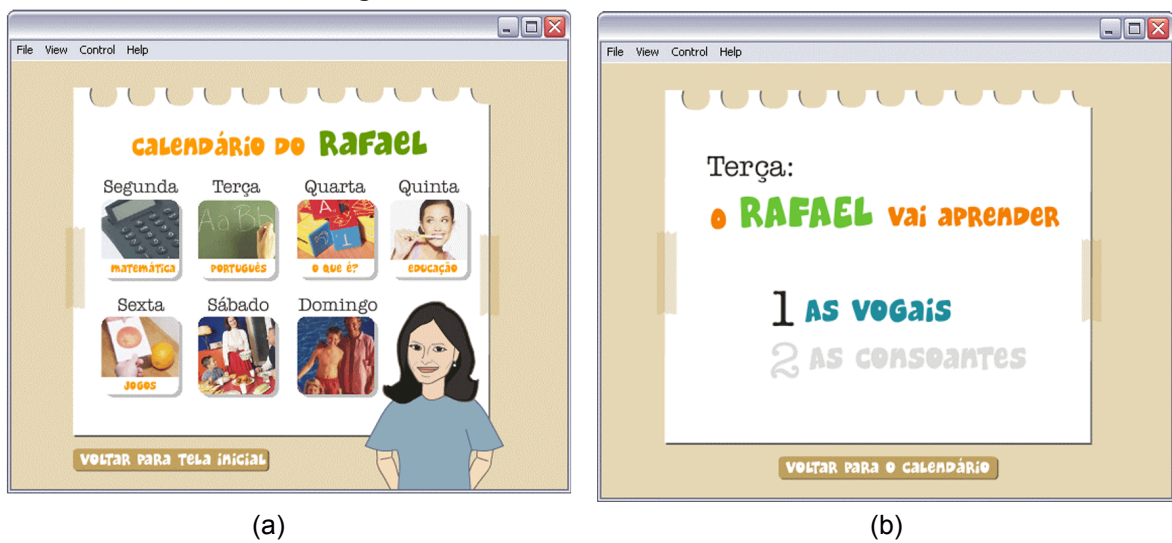 File View Control Help
CALENDÁRIO DO RAFAEL
Segunda Terça Quarta Quinta
Aa Bb
MATEMÁTICA PORTUGUÊS O QUE É? EDUCAÇÃO
Sexta Sábado Domingo
JOGOS
VOLTAR PARA TELA INICIAL
(a)
File View Control Help
Terça:
O RAFAEL VAI APRENDER
1 AS VOGAIS
2 AS CONSOANTES
VOLTAR PARA O CALENDÁRIO
(b)